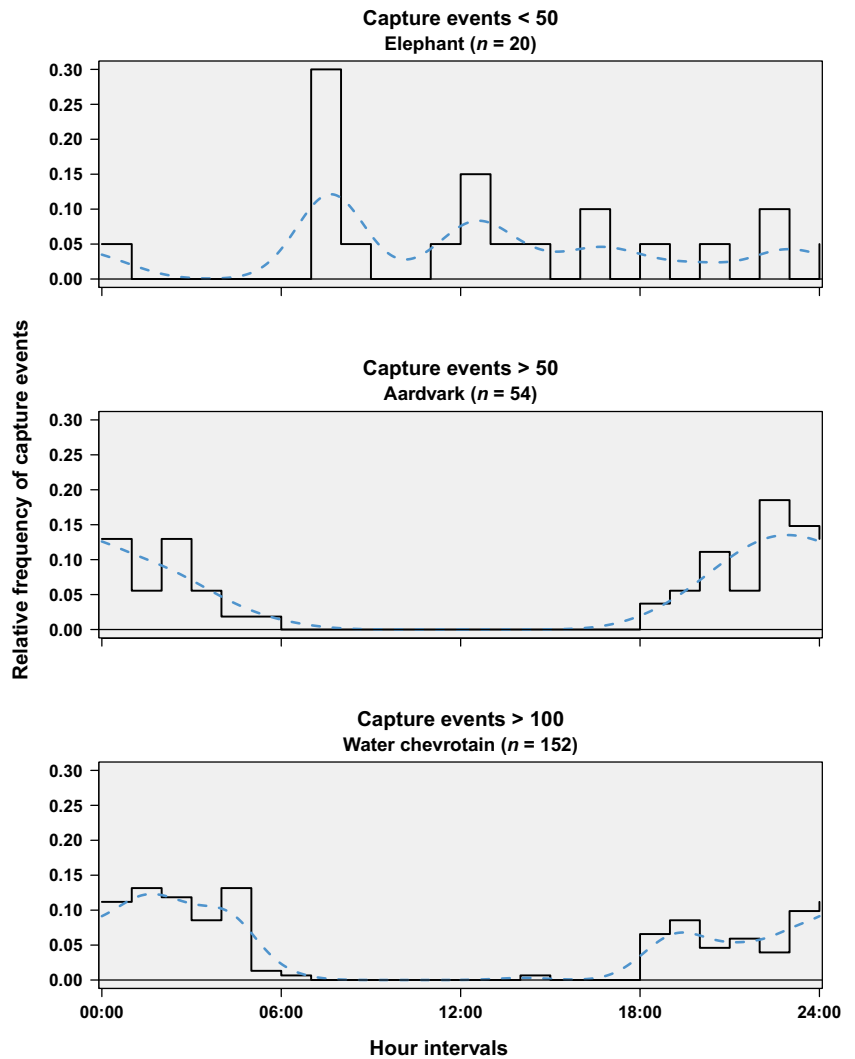 Capture events < 50
Elephant (n = 20)
0.30
0.25
0.20
0.15
0.10
0.05
0.00
Relative frequency of capture events
Capture events > 50
Aardvark (n = 54)
0.30
0.25
0.20
0.15
0.10
0.05
0.00
Capture events > 100
Water chevrotain (n = 152)
0.30
0.25
0.20
0.15
0.10
0.05
0.00
00:00 06:00 12:00 18:00 24:00
Hour intervals